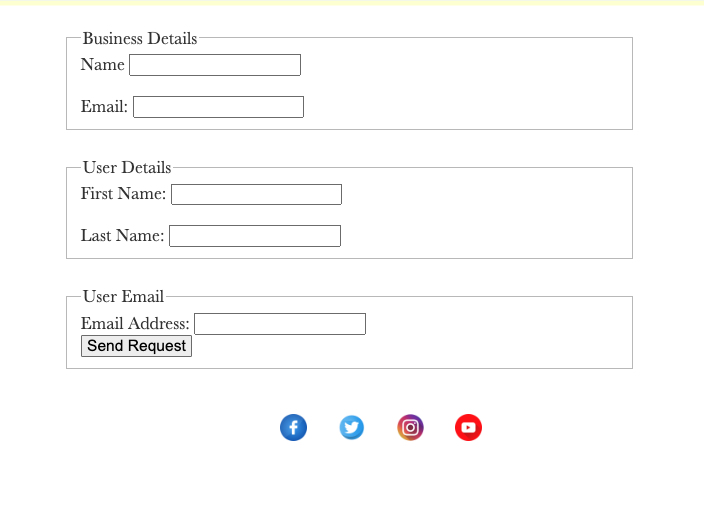 Business Details
Name
Email:
User Details
First Name:
Last Name:
User Email
Email Address:
Send Request